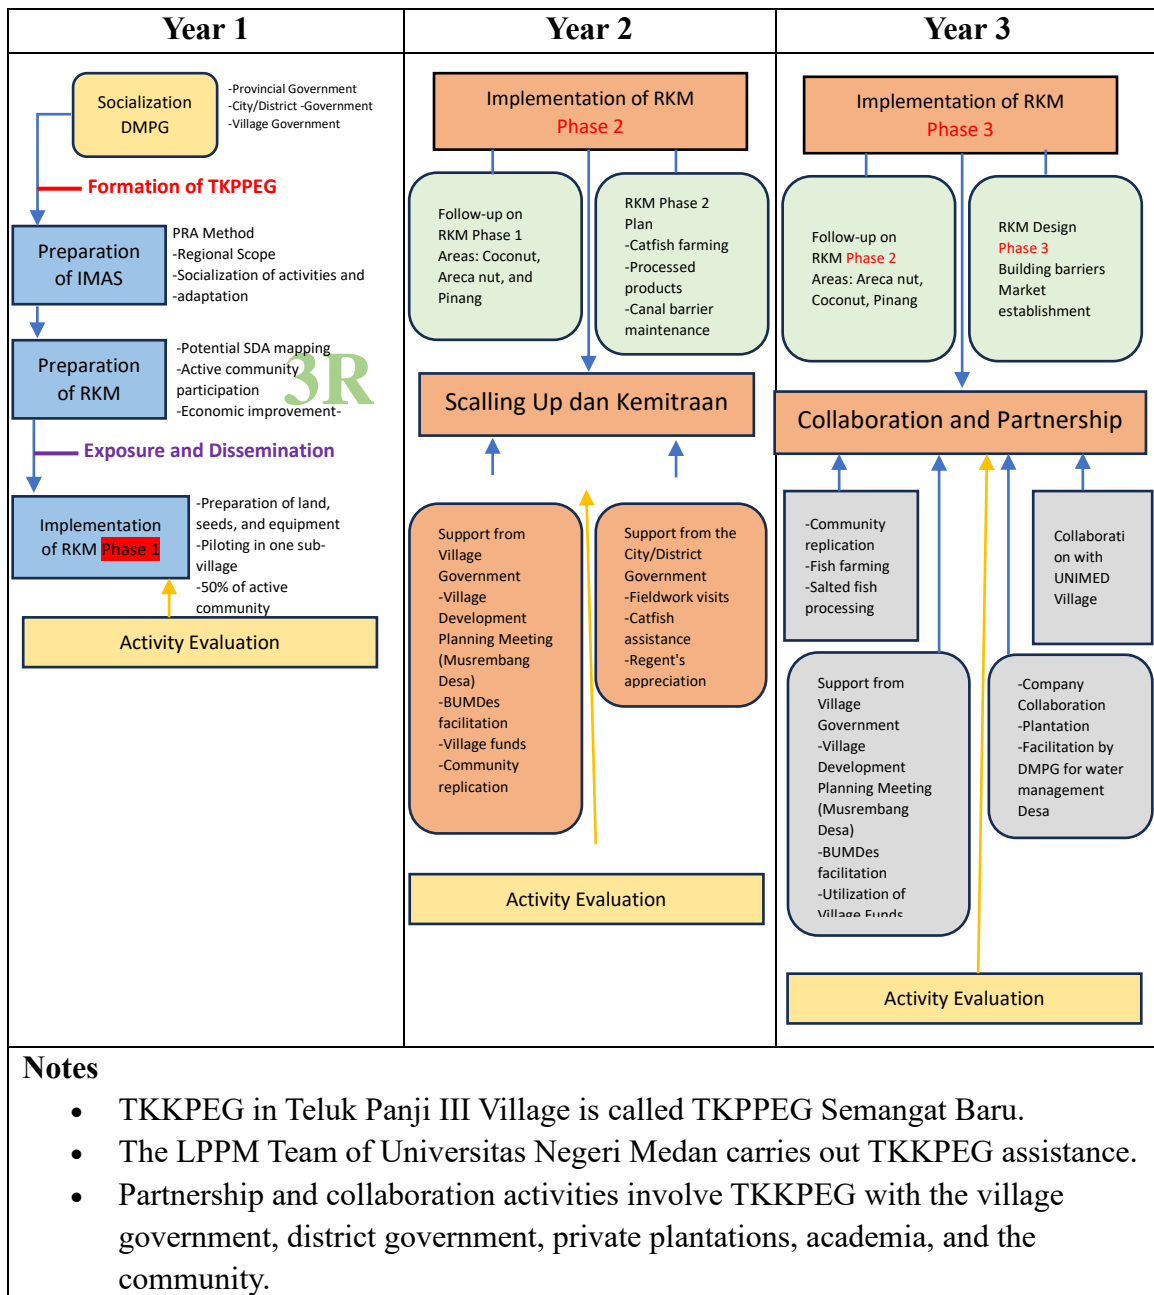 Year 1
Socialization
DMPG
-Provincial Government
-City/District -Government
-Village Government
Formation of TKPPEG
Preparation
of IMAS
PRA Method
-Regional Scope
-Socialization of activities and
-adaptation
Preparation
of RKM
3R
-Potential SDA mapping
-Active community
participation
-Economic improvement-
Exposure and Dissemination
Implementation
of RKM Phase 1
-Preparation of land,
seeds, and equipment
-Piloting in one sub-
village
-50% of active
community
Activity Evaluation
Year 2
Implementation of RKM
Phase 2
Follow-up on
RKM Phase 1
Areas: Coconut,
Areca nut, and
Pinang
RKM Phase 2
Plan
-Catfish farming
-Processed
products
-Canal barrier
maintenance
Scalling Up dan Kemitraan
Support from
Village
Government
-Village
Development
Planning Meeting
(Musrembang
Desa)
-BUMDes
facilitation
-Village funds
-Community
replication
Support from the
City/District
Government
-Fieldwork visits
-Catfish
assistance
-Regent's
appreciation
Activity Evaluation
Year 3
Implementation of RKM
Phase 3
Follow-up on
RKM Phase 2
Areas: Areca nut,
Coconut, Pinang
RKM Design
Phase 3
Building barriers
Market
establishment
Collaboration and Partnership
-Community
replication
-Fish farming
-Salted fish
processing
Collaborati
on with
UNIMED
Village
Support from
Village
Government
-Village
Development
Planning Meeting
(Musrembang
Desa)
-BUMDes
facilitation
-Utilization of
Village Funds
-Company
Collaboration
-Plantation
-Facilitation by
DMPG for water
management
Desa
Activity Evaluation
Notes
• TKKPEG in Teluk Panji III Village is called TKPPEG Semangat Baru.
• The LPPM Team of Universitas Negeri Medan carries out TKKPEG assistance.
• Partnership and collaboration activities involve TKKPEG with the village
government, district government, private plantations, academia, and the
community.